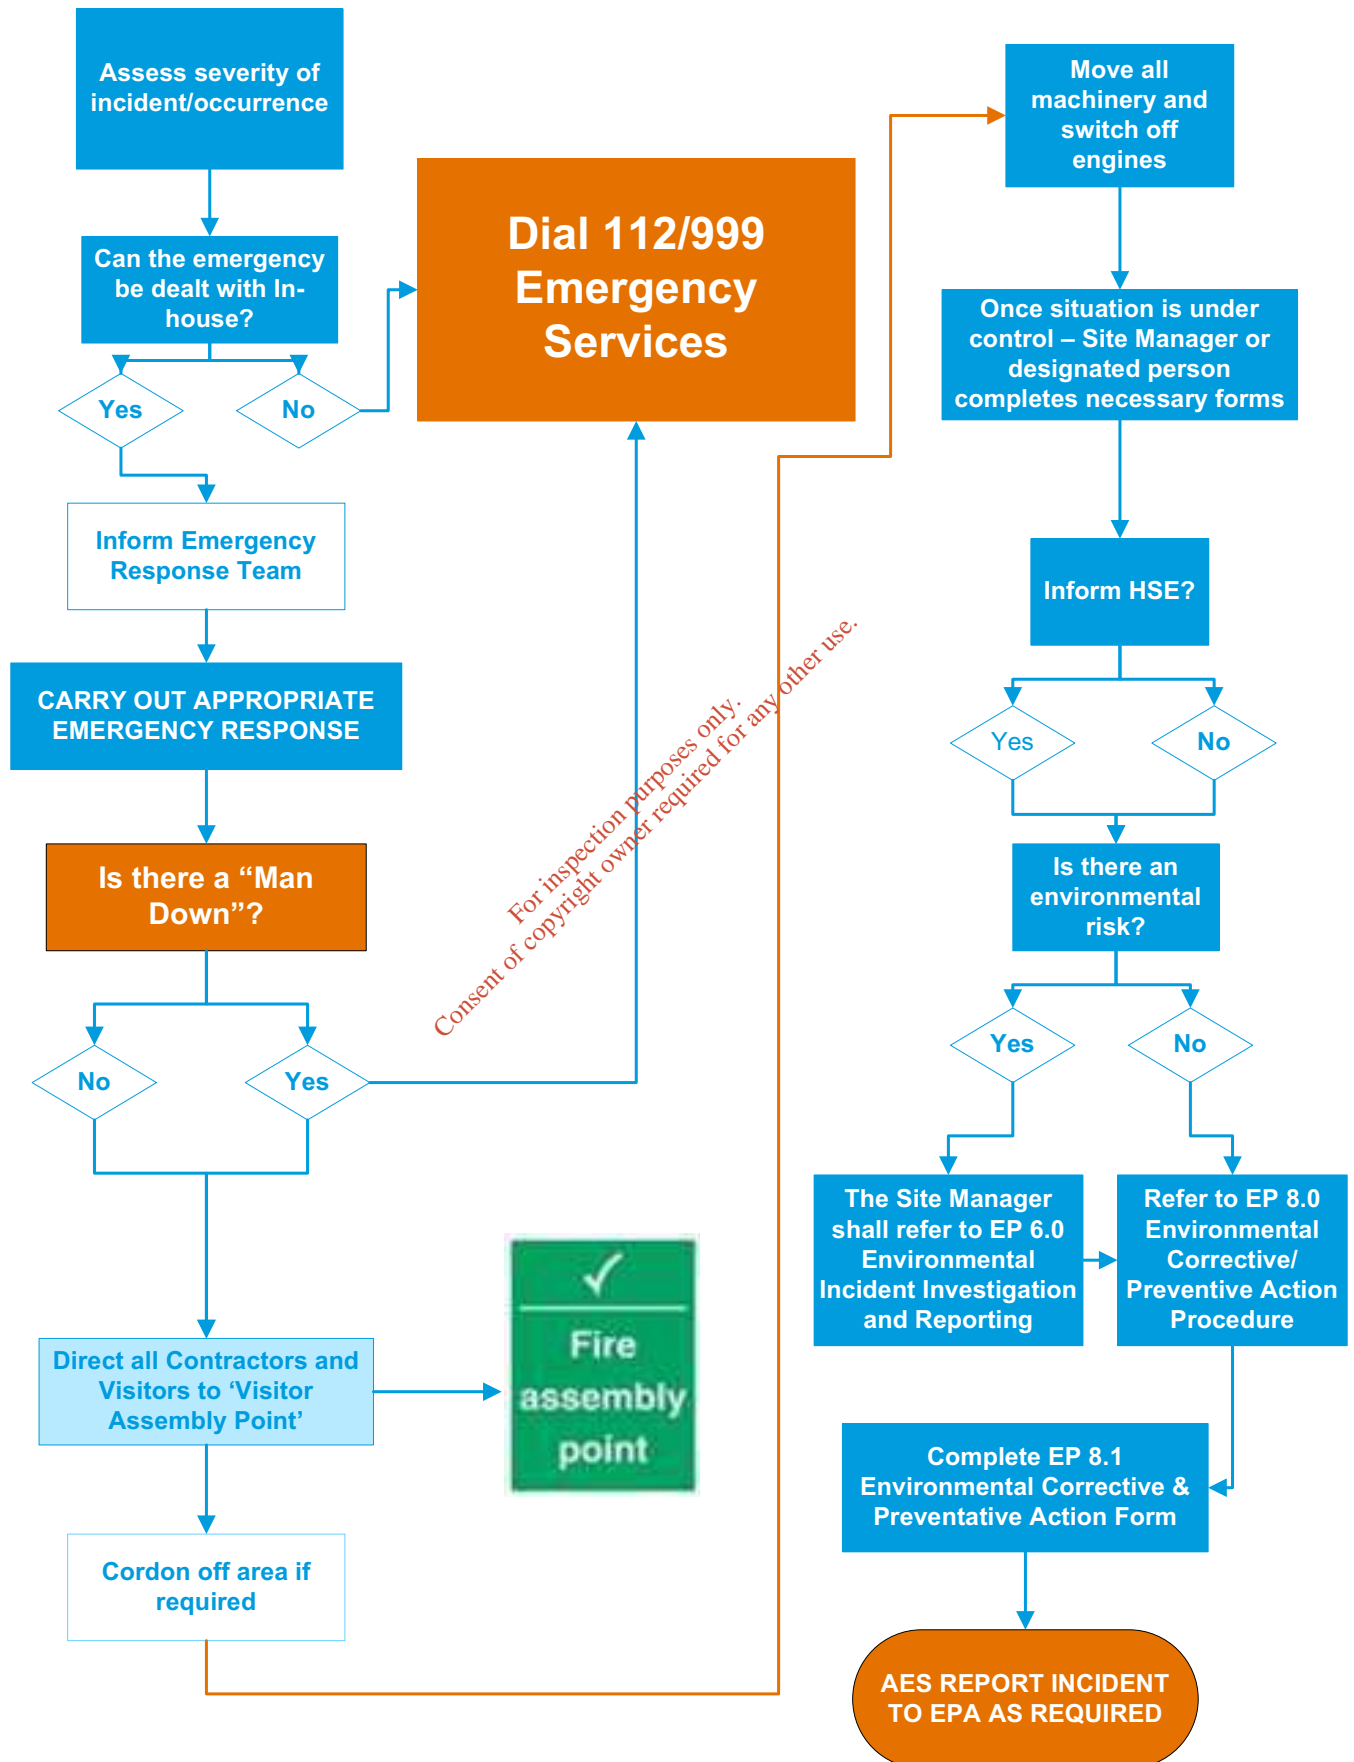 Assess severity of
incident/occurrence
Can the emergency
be dealt with In-
house?
Yes
No
Dial 112/999
Emergency
Services
Inform Emergency
Response Team
CARRY OUT APPROPRIATE
EMERGENCY RESPONSE
Is there a “Man
Down”?
No
Yes
Direct all Contractors and
Visitors to ‘Visitor
Assembly Point’
Fire
assembly
point
Cordon off area if
required
For inspection purposes only.
Consent of copyright owner required for any other use.
Move all
machinery and
switch off
engines
Once situation is under
control – Site Manager or
designated person
completes necessary forms
Inform HSE?
Yes
No
Is there an
environmental
risk?
Yes
No
The Site Manager
shall refer to EP 6.0
Environmental
Incident Investigation
and Reporting
Refer to EP 8.0
Environmental
Corrective/
Preventive Action
Procedure
Complete EP 8.1
Environmental Corrective &
Preventative Action Form
AES REPORT INCIDENT
TO EPA AS REQUIRED